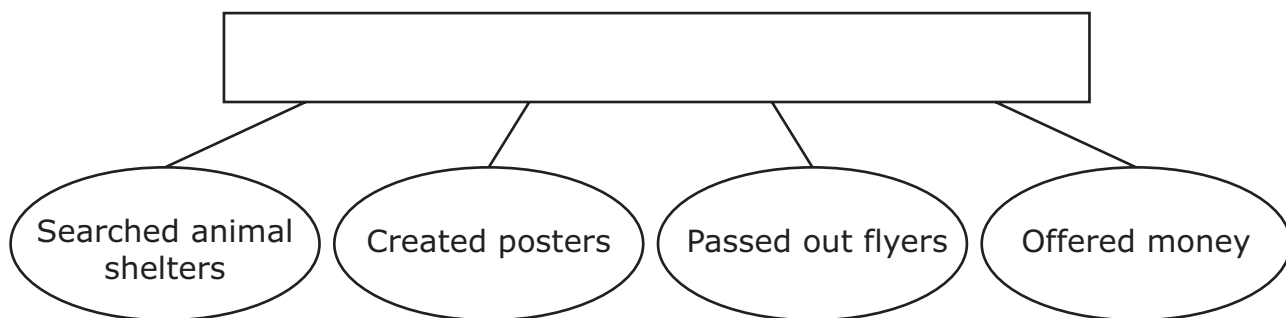 Searched animal
shelters
Created posters
Passed out flyers
Offered money